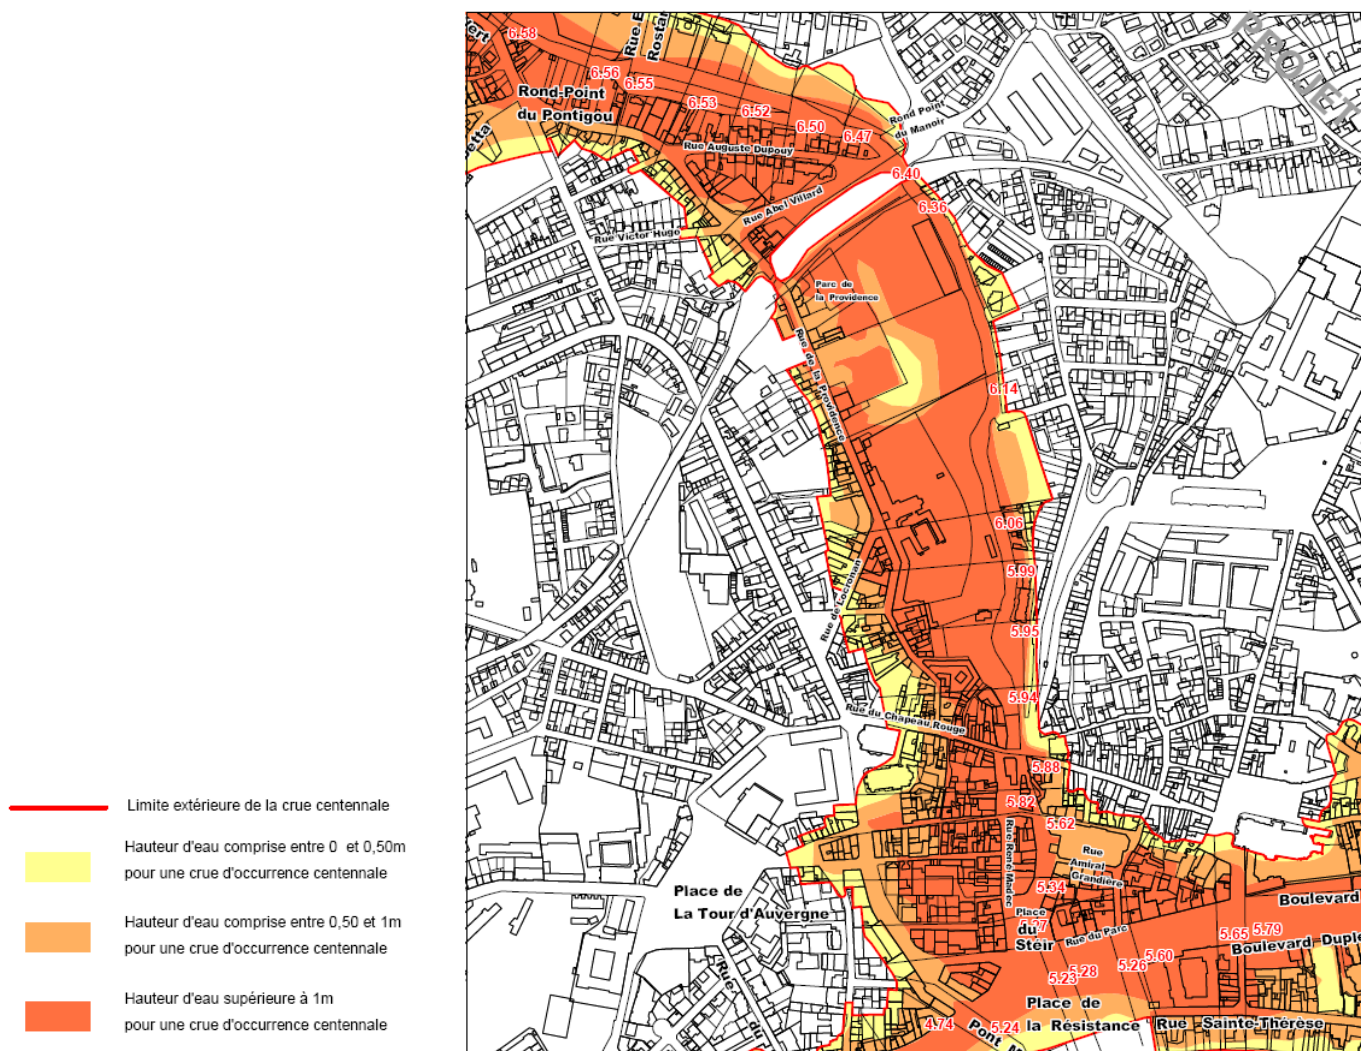 PROJET
6.58
Rue E
Rostan
6.56
6.55
Rond-Point
du Pontigou
6.53
6.52
6.50
6.47
Rond Point
du Manoir
etta
Rue Auguste Dupouy
6.40
6.36
Rue Abel Villard
Rue Victor Hugo
Parc de
la Providence
Rue de la Providence
6.14
6.06
5.99
Rue de Locronan
5.95
5.94
Rue du Chapeau Rouge
5.88
5.82
5.62
Rue René Madec
Rue
Amiral
Grandière
5.34
Place de
La Tour d'Auvergne
Place
du
Stéir
Rue du Parc
Boulevard
5.65
5.79
Boulevard Duple
5.60
5.26
5.28
5.23
Rue
du
Place de
la Résistance
Rue Sainte-Thérèse
4.74
5.24
Pont M
Limite extérieure de la crue centennale
Hauteur d'eau comprise entre 0 et 0,50m
pour une crue d'occurrence centennale
Hauteur d'eau comprise entre 0,50 et 1m
pour une crue d'occurrence centennale
Hauteur d'eau supérieure à 1m
pour une crue d'occurrence centennale